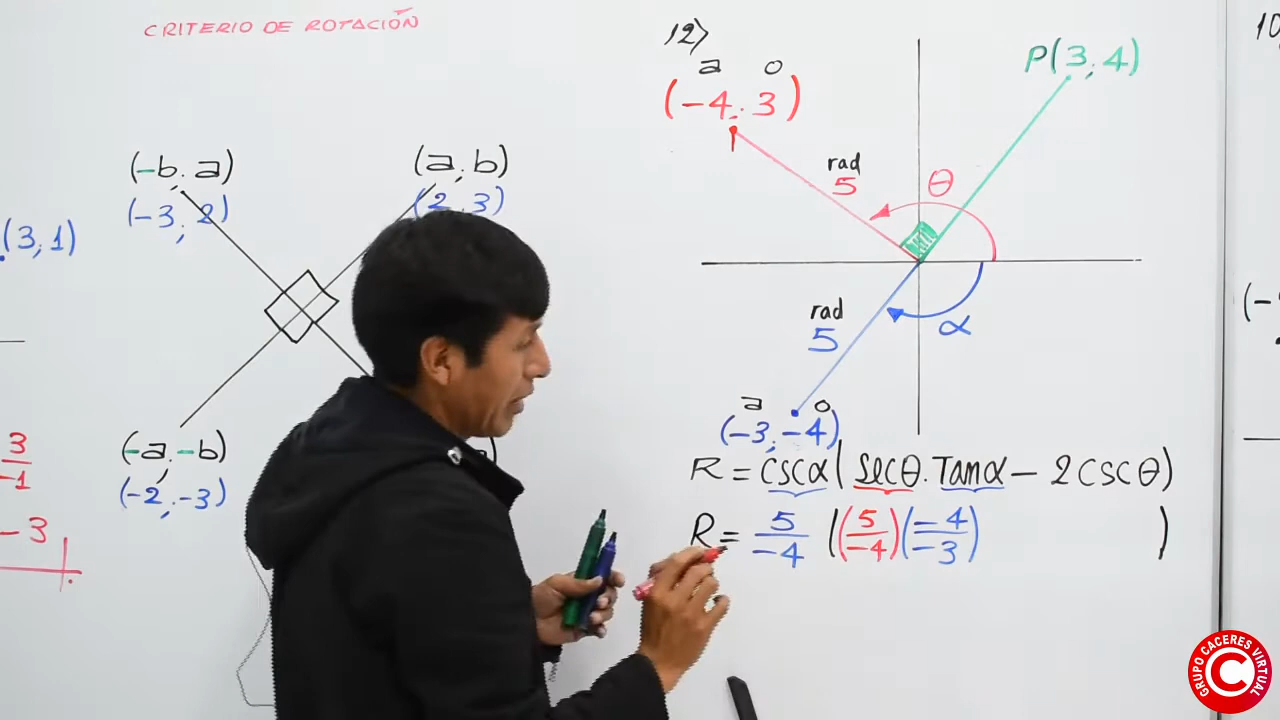 CRITERIO DE ROTACIÓN
(-b, a)
(-3, 2)
(a, b)
(2, 3)
(-a, -b)
(-2, -3)
(3, 1)
3
-1
-3
12)
a o
(-4, 3)
P(3, 4)
rad
5
θ
rad
5
α
a o
(-3, -4)
R = cscα(secθ. Tanα - 2cscθ)
R = 5/-4 ((5/-4)(-4/-3) )
10
(-
GRUPO CACERES VIRTUAL
C